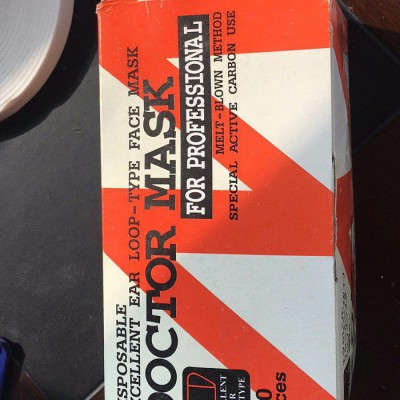 DISPOSABLE
EXCELLENT EAR LOOP-TYPE FACE MASK
DOCTOR MASK
FOR PROFESSIONAL
MELT-BLOWN METHOD
SPECIAL ACTIVE CARBON USE